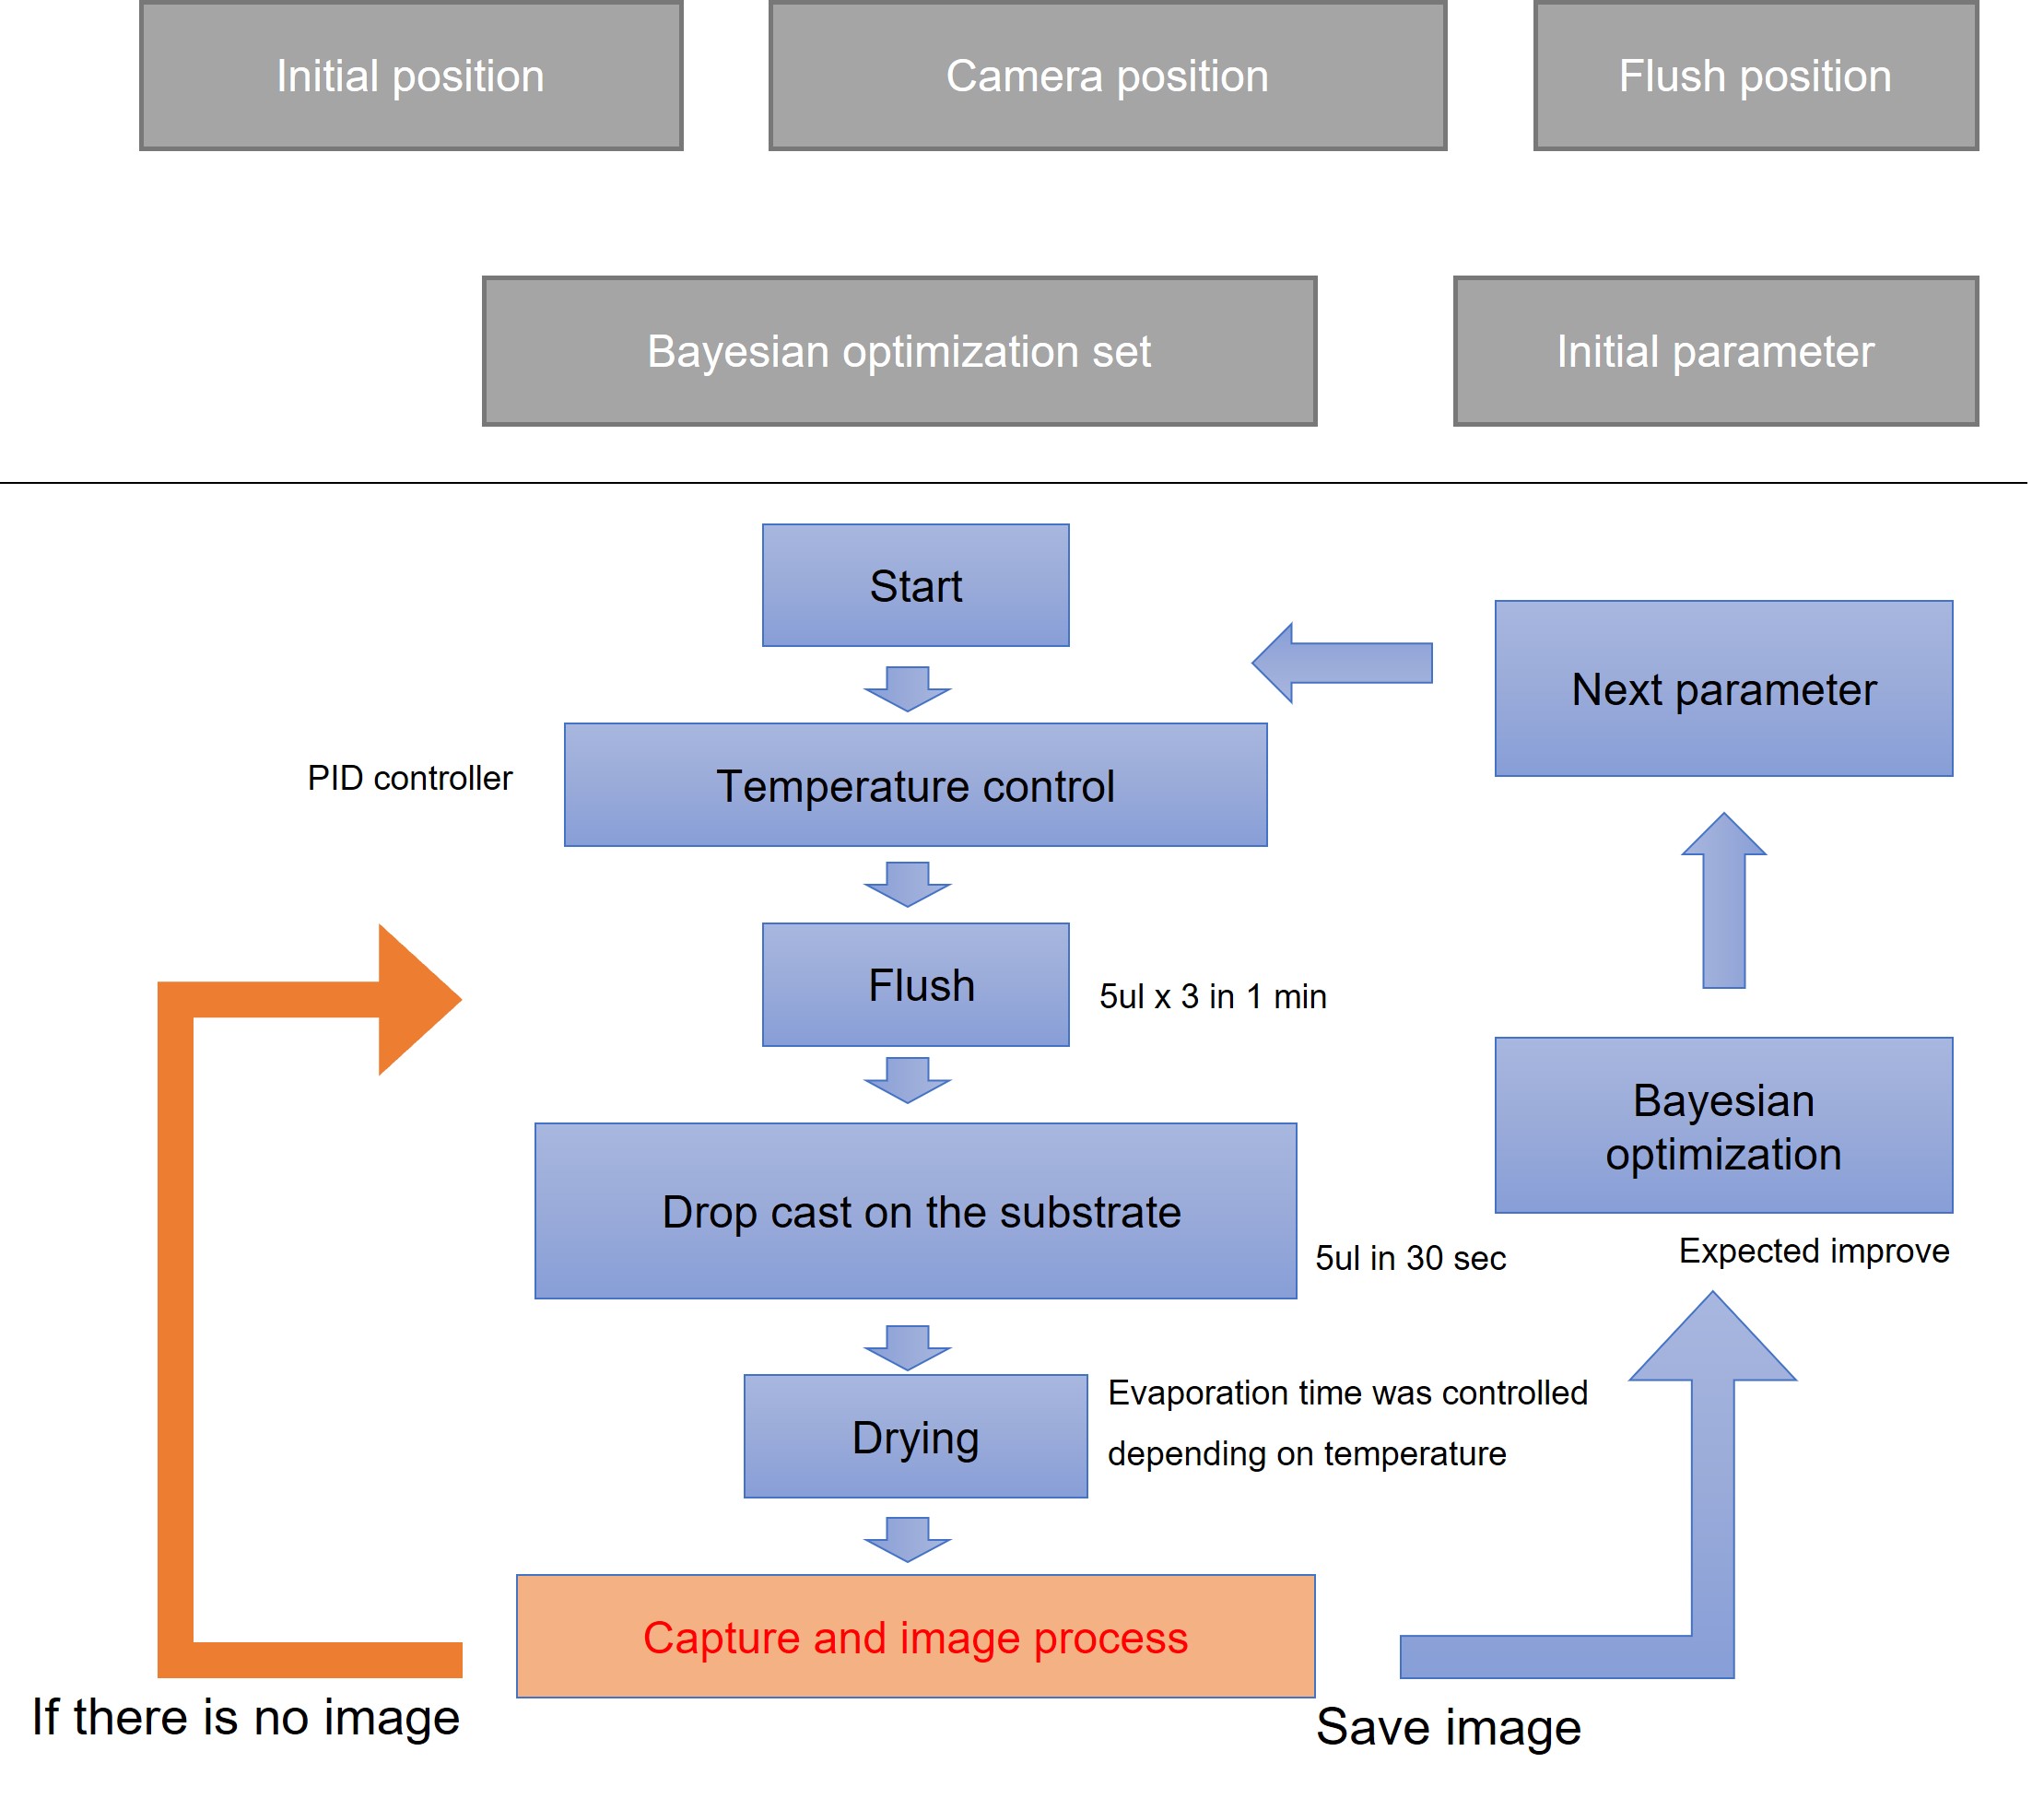 Initial position
Camera position
Flush position
Bayesian optimization set
Initial parameter
Start
Next parameter
PID controller
Temperature control
Flush
5ul x 3 in 1 min
Bayesian
optimization
Drop cast on the substrate
5ul in 30 sec
Expected improve
Drying
Evaporation time was controlled
depending on temperature
Capture and image process
If there is no image
Save image